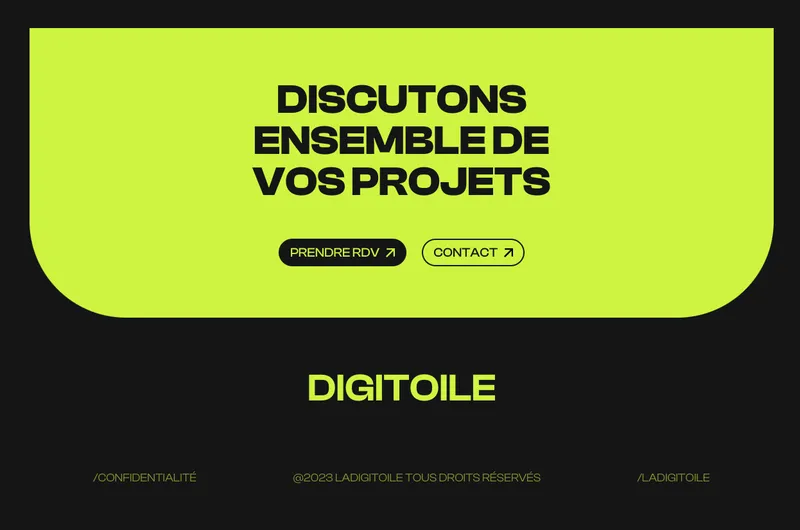 DISCUTONS
ENSEMBLE DE
VOS PROJETS
PRENDRE RDV CONTACT
DIGITOILE
/CONFIDENTIALITÉ @2023 LADIGITOILE TOUS DROITS RÉSERVÉS /LADIGITOILE